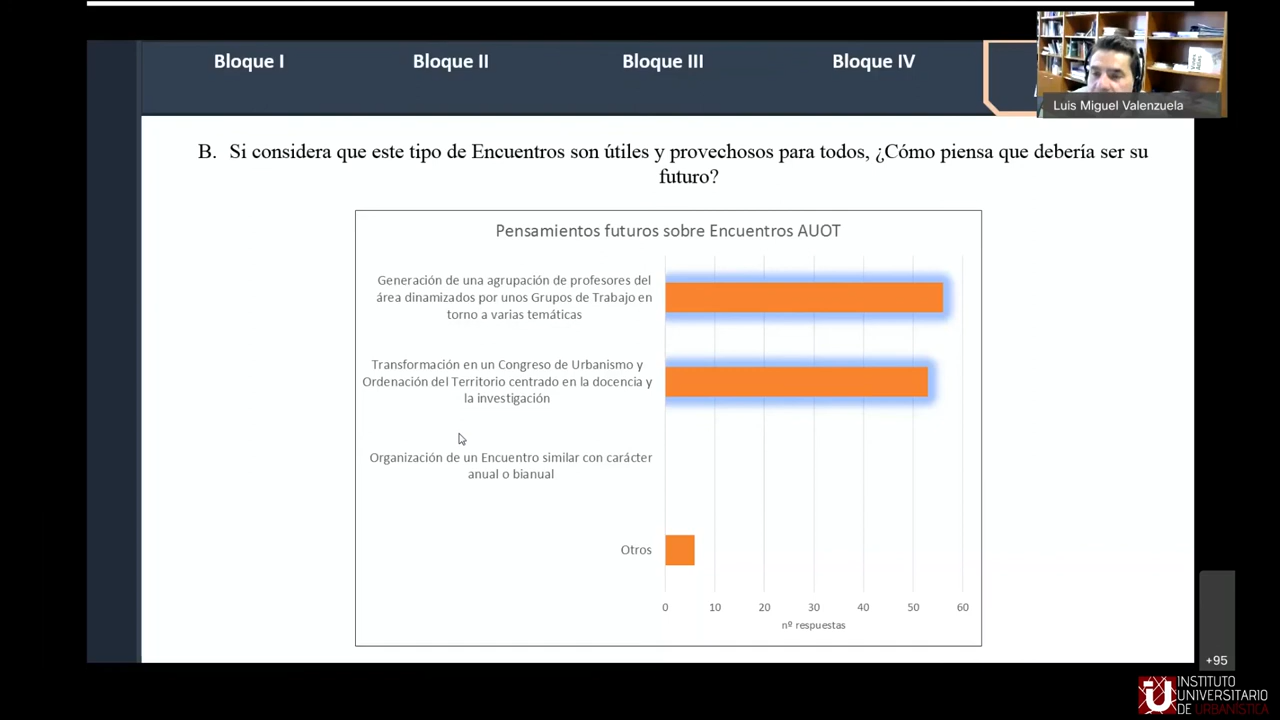 Bloque I
Bloque II
Bloque III
Bloque IV
Luis Miguel Valenzuela
B. Si considera que este tipo de Encuentros son útiles y provechosos para todos, ¿Cómo piensa que debería ser su
futuro?
Pensamientos futuros sobre Encuentros AUOT
Generación de una agrupación de profesores del
área dinamizados por unos Grupos de Trabajo en
torno a varias temáticas
Transformación en un Congreso de Urbanismo y
Ordenación del Territorio centrado en la docencia y
la investigación
Organización de un Encuentro similar con carácter
anual o bianual
Otros
0 10 20 30 40 50 60
nº respuestas
+95
INSTITUTO
UNIVERSITARIO
DE URBANÍSTICA